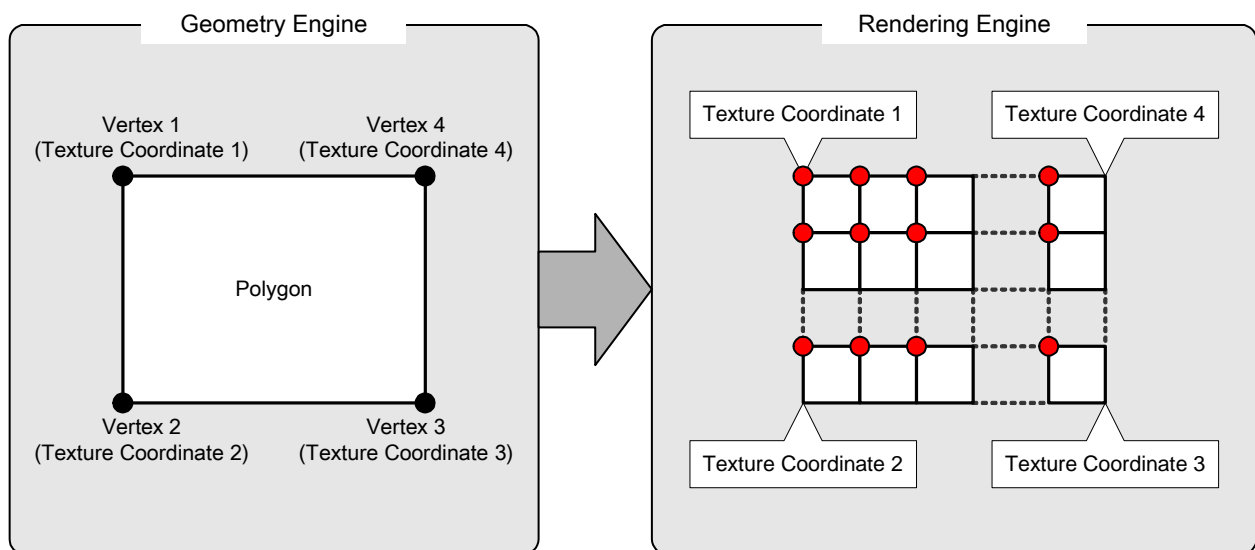 Geometry Engine
Vertex 1
(Texture Coordinate 1)
Vertex 4
(Texture Coordinate 4)
Polygon
Vertex 2
(Texture Coordinate 2)
Vertex 3
(Texture Coordinate 3)
Rendering Engine
Texture Coordinate 1
Texture Coordinate 4
Texture Coordinate 2
Texture Coordinate 3